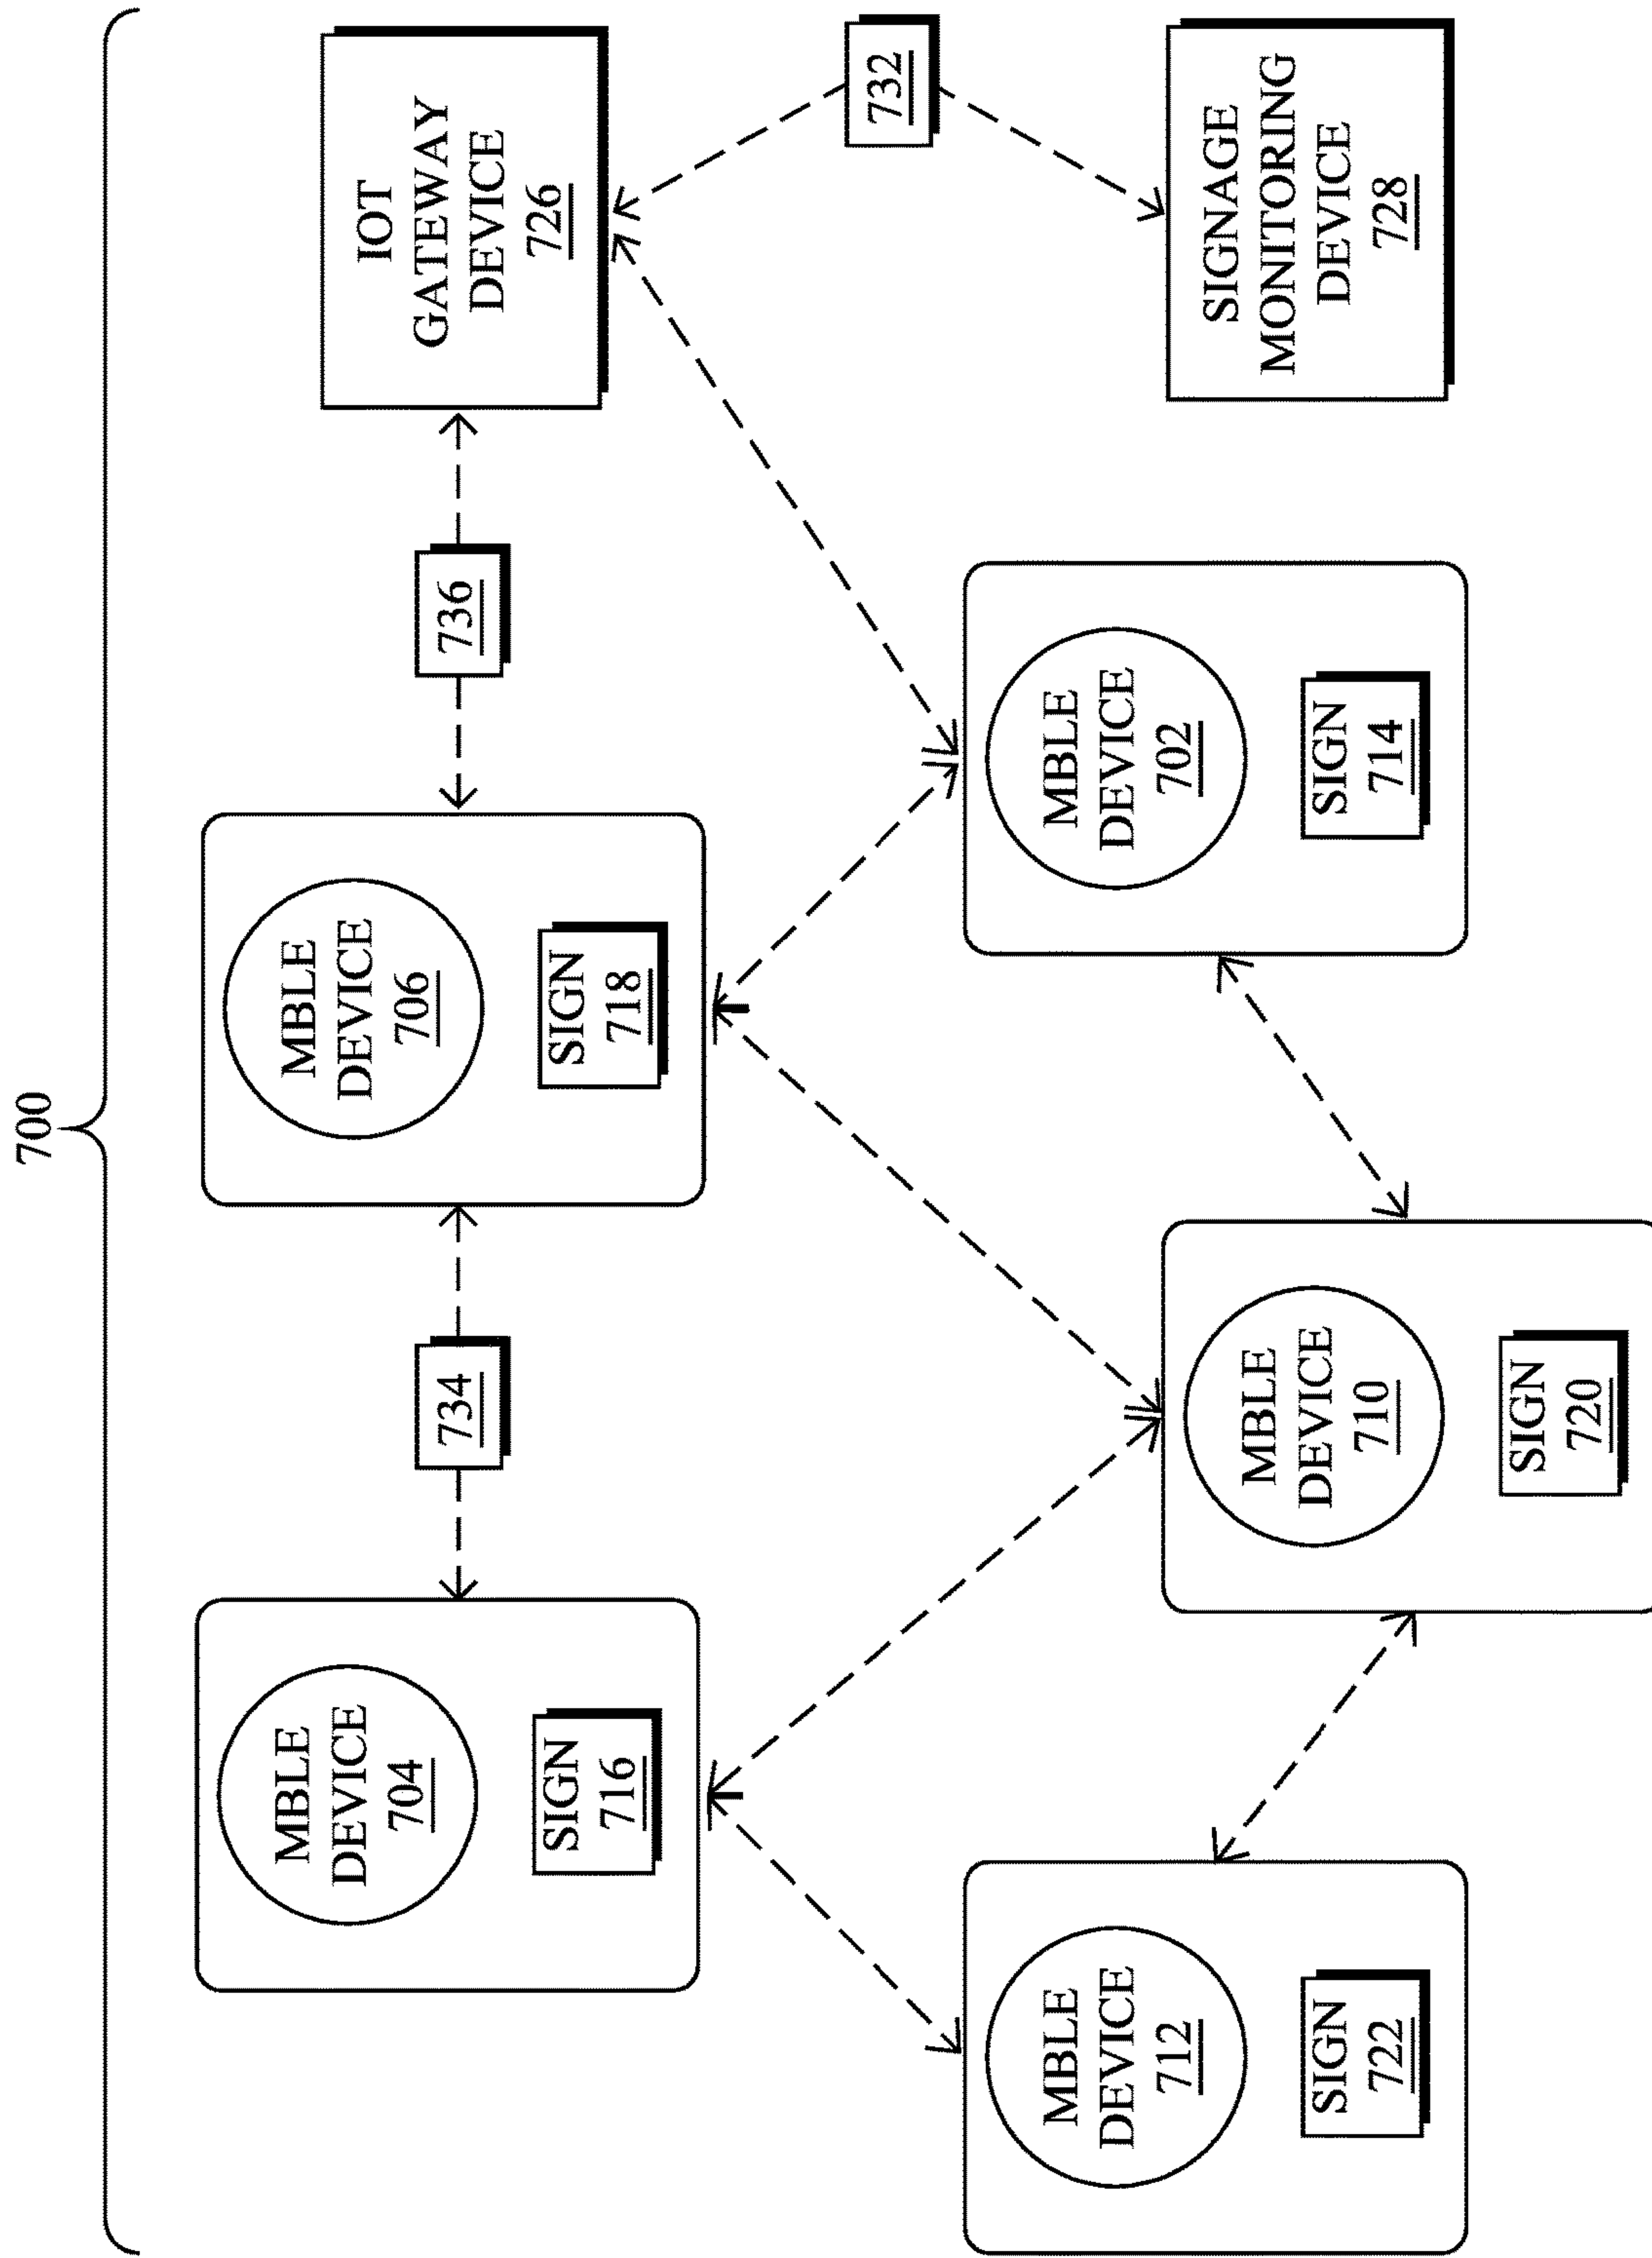 700
MBLE
DEVICE
704
SIGN
716
734
MBLE
DEVICE
706
SIGN
718
736
IOT
GATEWAY
DEVICE
726
732
MBLE
DEVICE
712
SIGN
722
MBLE
DEVICE
710
SIGN
720
MBLE
DEVICE
702
SIGN
714
SIGNAGE
MONITORING
DEVICE
728